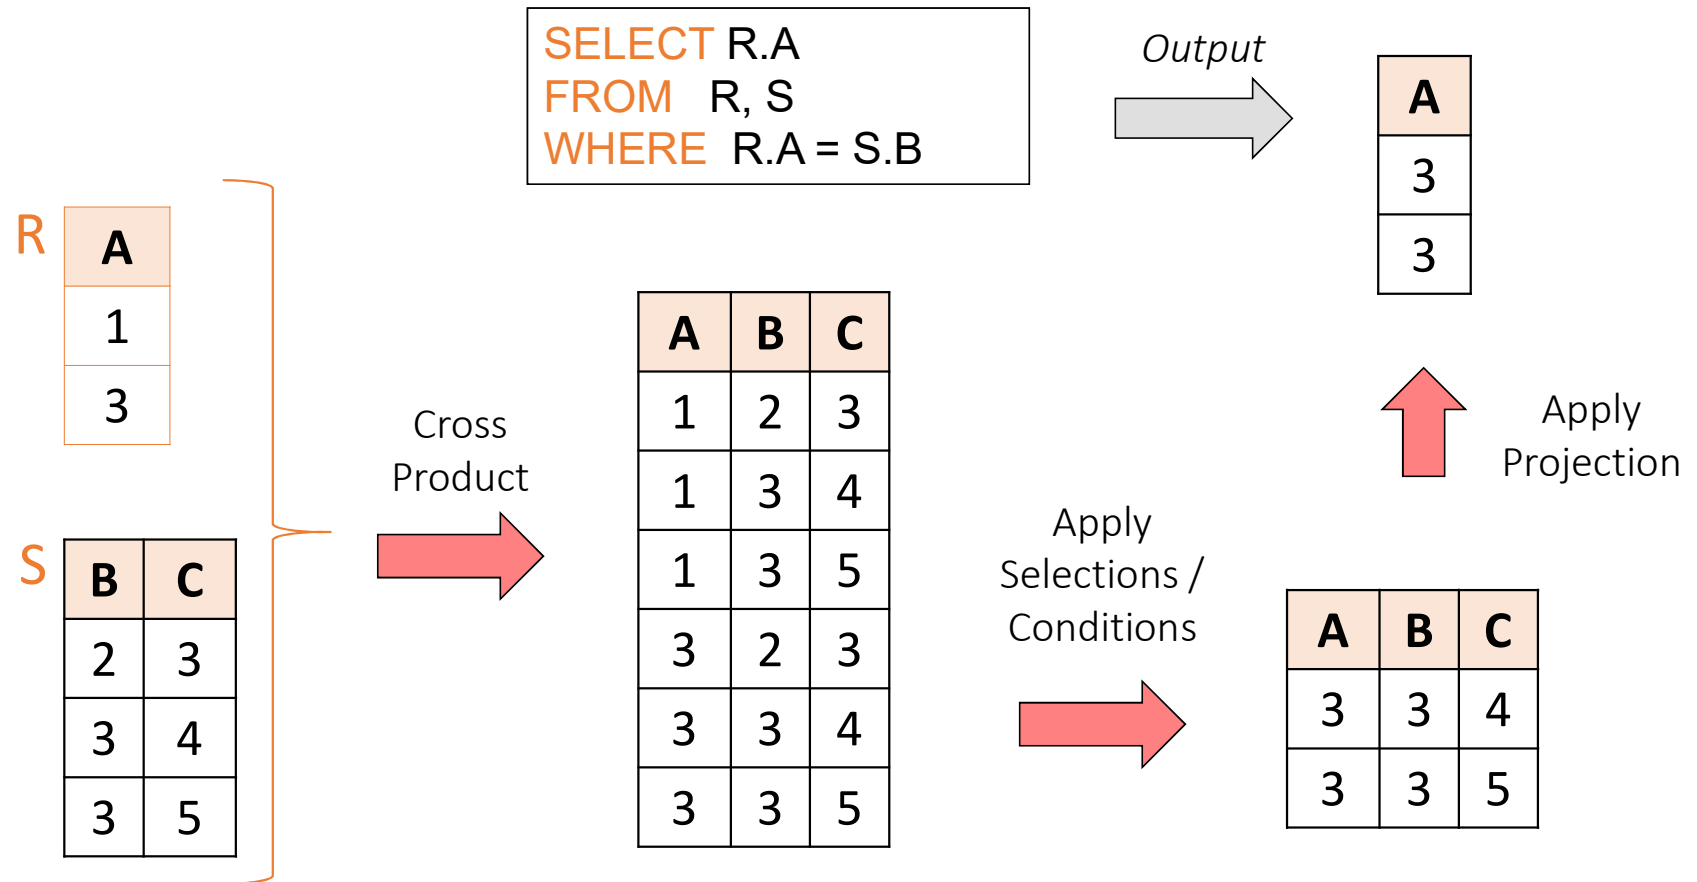 SELECT R.A
FROM R, S
WHERE R.A = S.B
Output
A
3
3
R
A
1
3
S
B C
2 3
3 4
3 5
Cross
Product
A B C
1 2 3
1 3 4
1 3 5
3 2 3
3 3 4
3 3 5
Apply
Selections /
Conditions
A B C
3 3 4
3 3 5
Apply
Projection